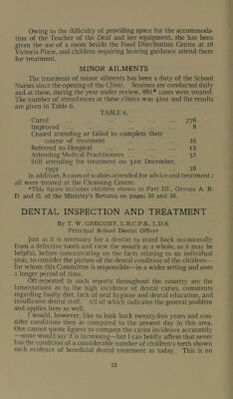 Owing to the difficulty of providing space for the accommoda-
tion of the Teacher of the Deaf and her equipment, she has been
given the use of a room beside the Food Distribution Centre at 28
Victoria Place, and children requiring hearing guidance attend there
for treatment.
MINOR AILMENTS
The treatment of minor ailments has been a duty of the School
Nurses since the opening of the Clinic. Sessions are conducted daily
and at these, during the year under review, 882* cases were treated.
The number of attendances at these clinics was 4202 and the results
are given in Table 6.
TABLE 6.
Cured ... 776
Improved ... 8
Guard attending or failed to complete their
course of treatment ... 16
Referred to Hospital ... 12
Attending Medical Practitioners ... 52
Still attending for treatment on 31st December,
1959 ... 18
In addition, 8 cases of scabies attended for advice and treatment;
all were treated at the Cleansing Centre.
*This figure includes children shown in Part III., Groups A. B.
D and G. of the Ministry's Returns on pages 35 and 36.
DENTAL INSPECTION AND TREATMENT
By T. W. GREGORY, L.R.C.P.S., L.D.S.
Principal School Dental Officer
Just as it is necessary for a dentist to stand back occasionally
from a defective tooth and view the mouth as a whole, so it may be
helpful, before concentrating on the facts relating to an individual
year, to consider the picture of the dental condition of the children—
for whom this Committee is responsible—in a wider setting and over
a longer period of time.
Oft-repeated in such reports throughout the country are the
lamentations as to the high incidence of dental caries, comments
regarding faulty diet, lack of oral hygiene and dental education, and
insufficient dental staff. All of which indicates the general problem
and applies here as well.
I would, however, like to look back twenty-five years and con-
sider conditions then as compared to the present day in this area.
One cannot quote figures to compare the caries incidence accurately
—some would say it is increasing—but I can boldly affirm that never
has the condition of a considerable number of children's teeth shown
such evidence of beneficial dental treatment as today. This is no
12